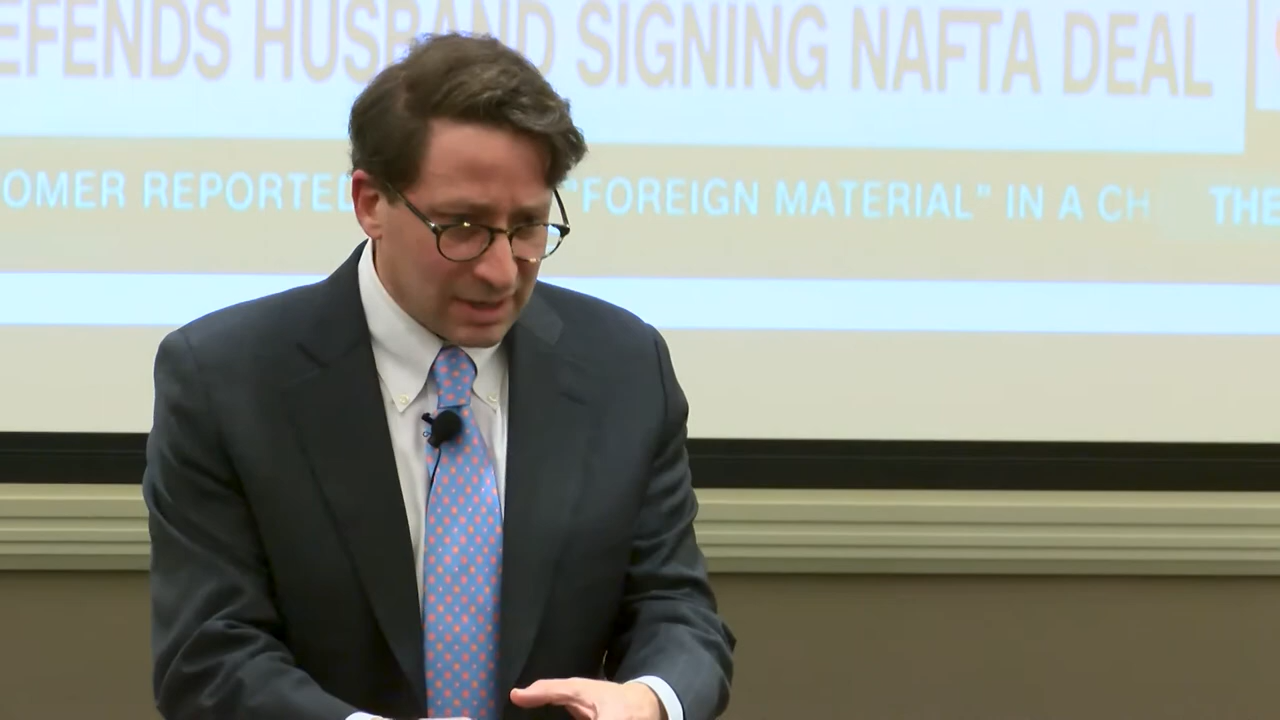 EFENDS HUSBAND SIGNING NAFTA DEAL
OMER REPORTED "FOREIGN MATERIAL" IN A CH THE